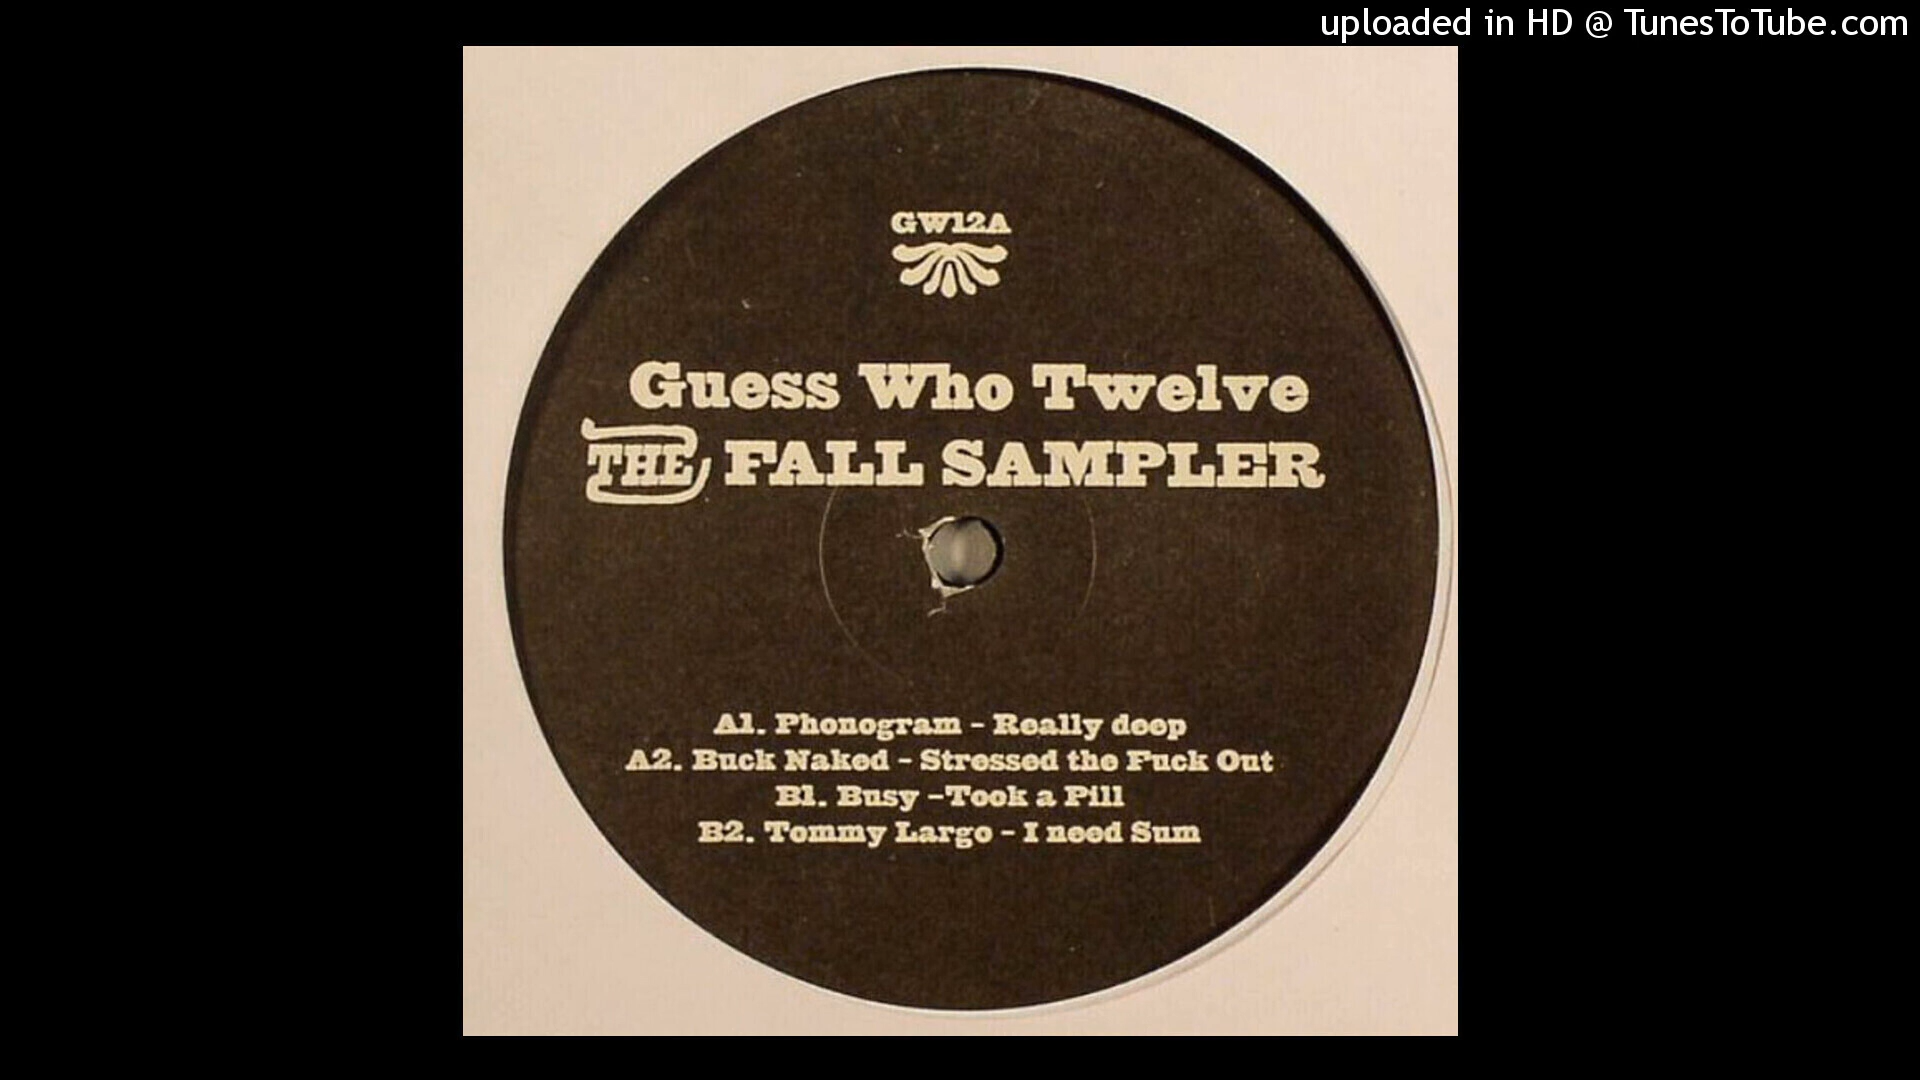 uploaded in HD @ TunesToTube.com
GW12A
Guess Who Twelve
THE FALL SAMPLER
A1. Phonogram - Really deep
A2. Buck Naked - Stressed the Fuck Out
B1. Busy -Took a Pill
B2. Tommy Largo - I need Sum